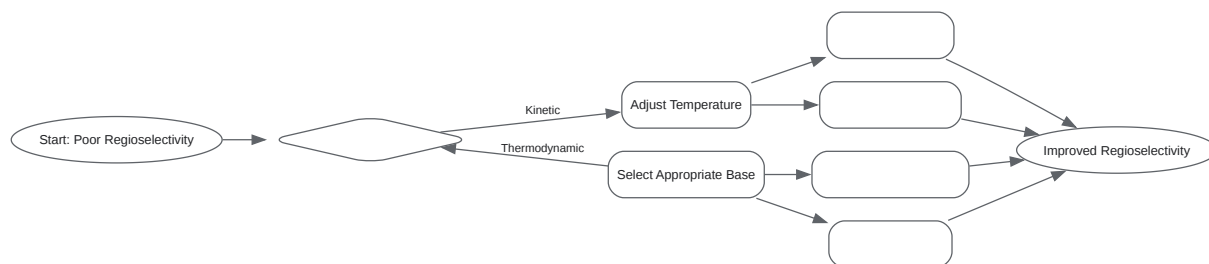 Start: Poor Regioselectivity
Kinetic
Thermodynamic
Adjust Temperature
Select Appropriate Base
Improved Regioselectivity